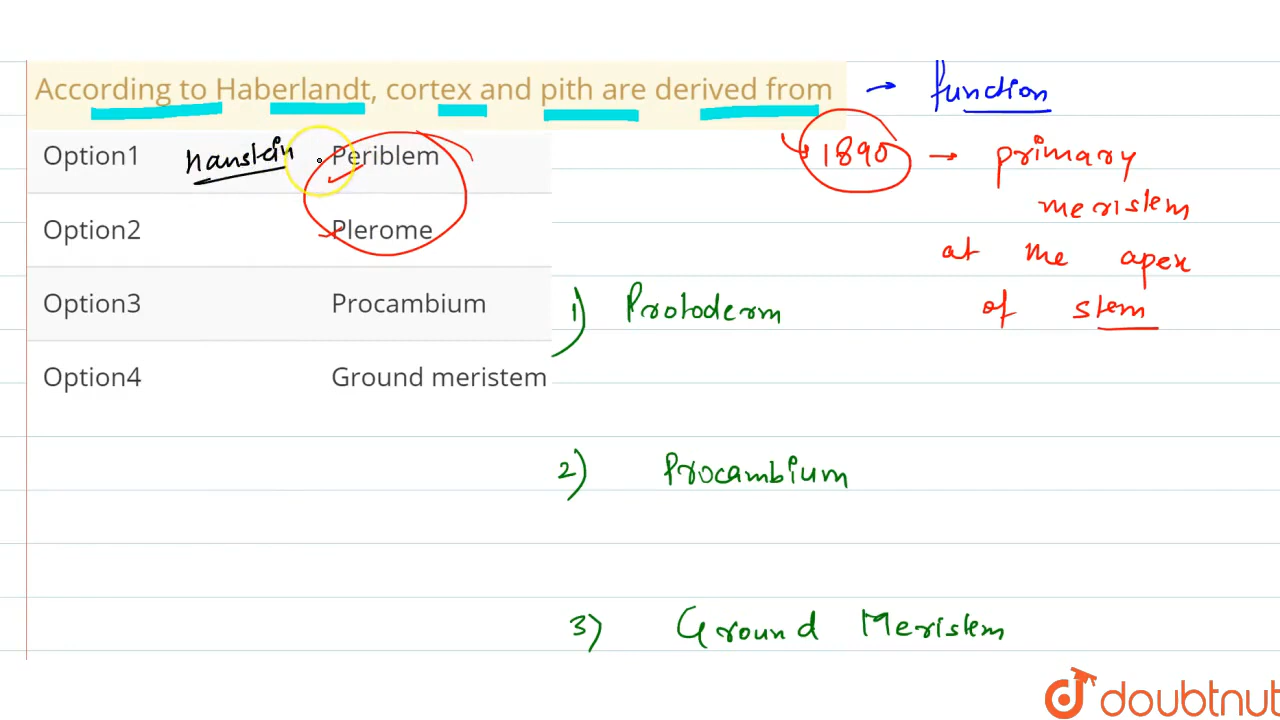 According to Haberlandt, cortex and pith are derived from → function
Option1 hanstein Periblem
1890 → primary
meristem
Option2 Plerome
at the apex
Option3 Procambium
1) Protoderm
of stem
Option4 Ground meristem
2) Procambium
3) Ground Meristem
doubtnut